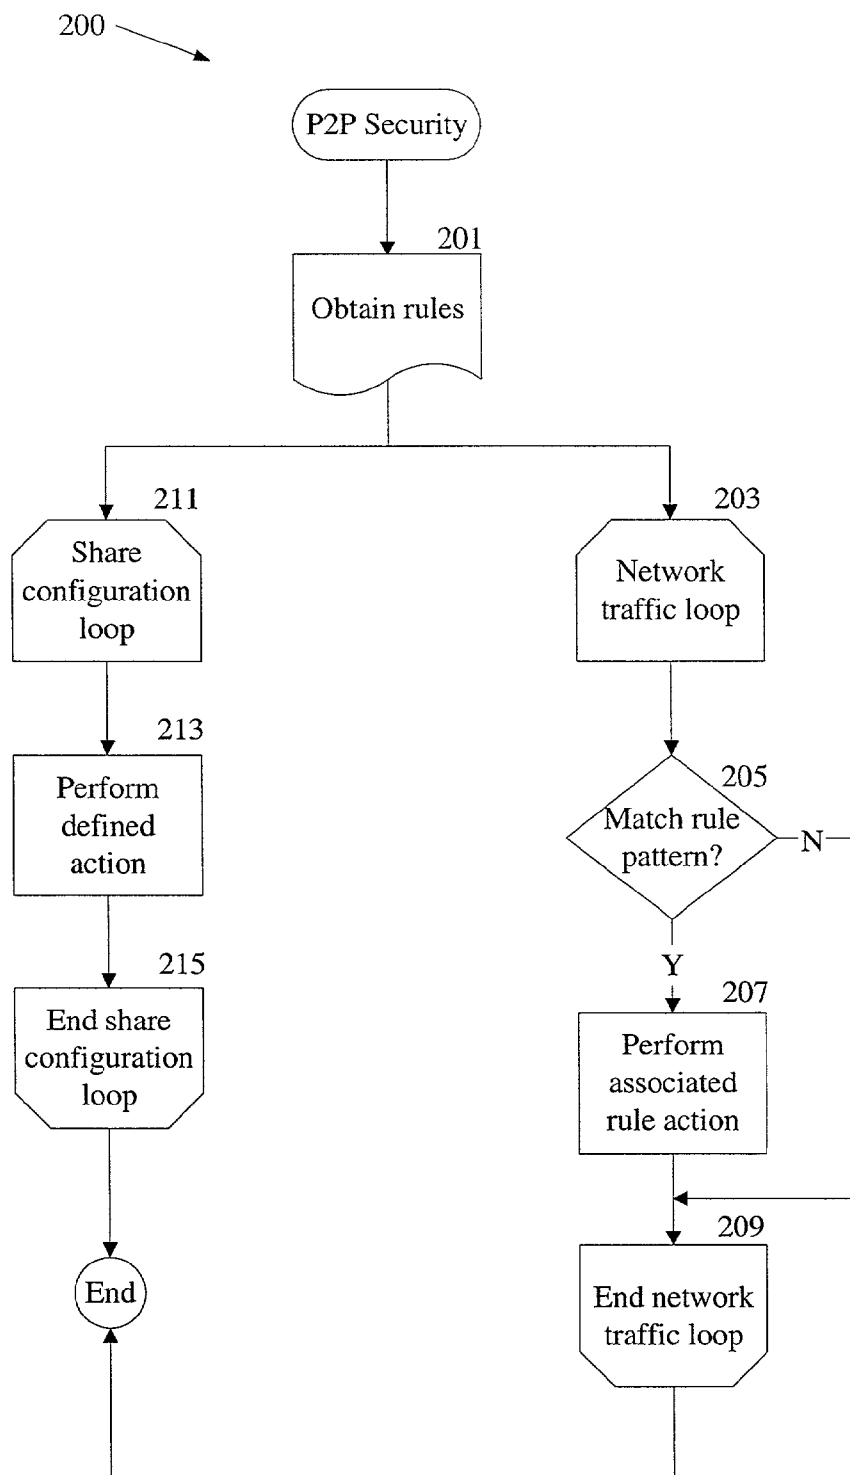 200
P2P Security
201
Obtain rules
211
Share
configuration
loop
203
Network
traffic loop
213
Perform
defined
action
205
Match rule
pattern?
N
Y
215
End share
configuration
loop
207
Perform
associated
rule action
209
End network
traffic loop
End